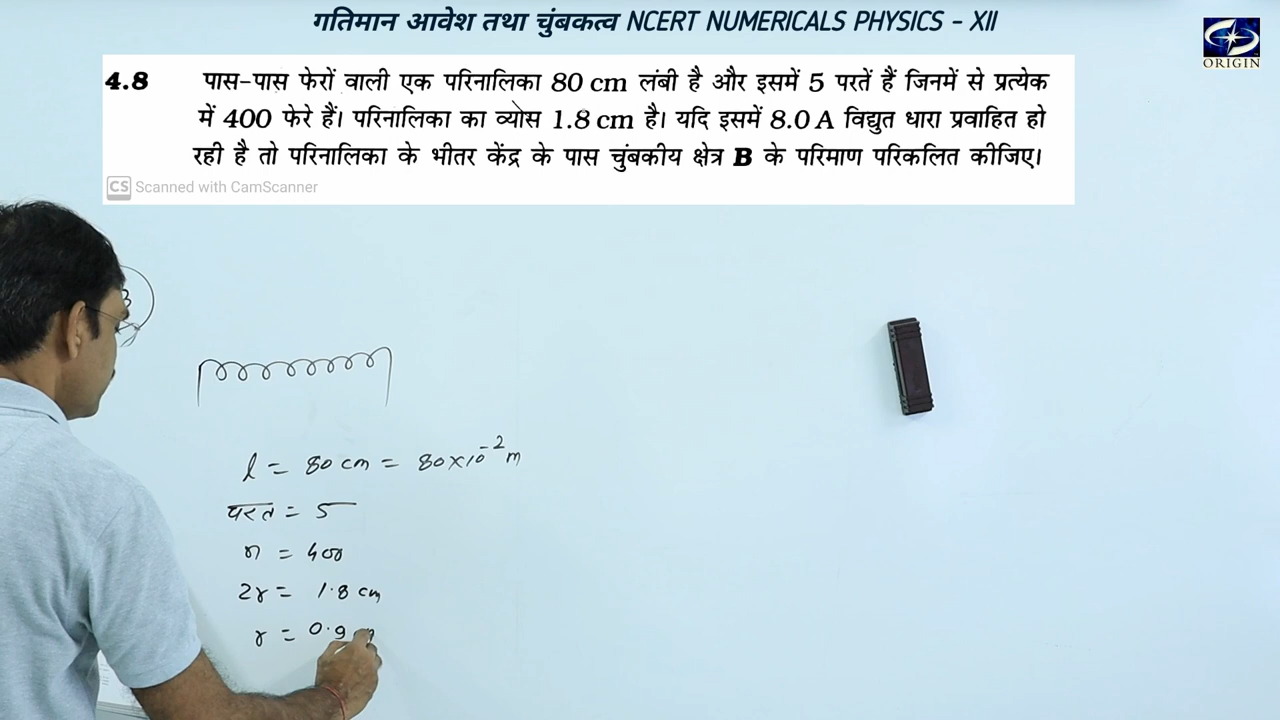 गतिमान आवेश तथा चुंबकत्व NCERT NUMERICALS PHYSICS - XII
ORIGIN
4.8 पास-पास फेरों वाली एक परिनालिका 80 cm लंबी है और इसमें 5 परतें हैं जिनमें से प्रत्येक
में 400 फेरे हैं। परिनालिका का व्यास 1.8 cm है। यदि इसमें 8.0 A विद्युत धारा प्रवाहित हो
रही है तो परिनालिका के भीतर केंद्र के पास चुंबकीय क्षेत्र B के परिमाण परिकलित कीजिए।
CS Scanned with CamScanner
l = 80 cm = 80×10⁻² m
परत = 5
n = 400
2r = 1.8 cm
r = 0.9